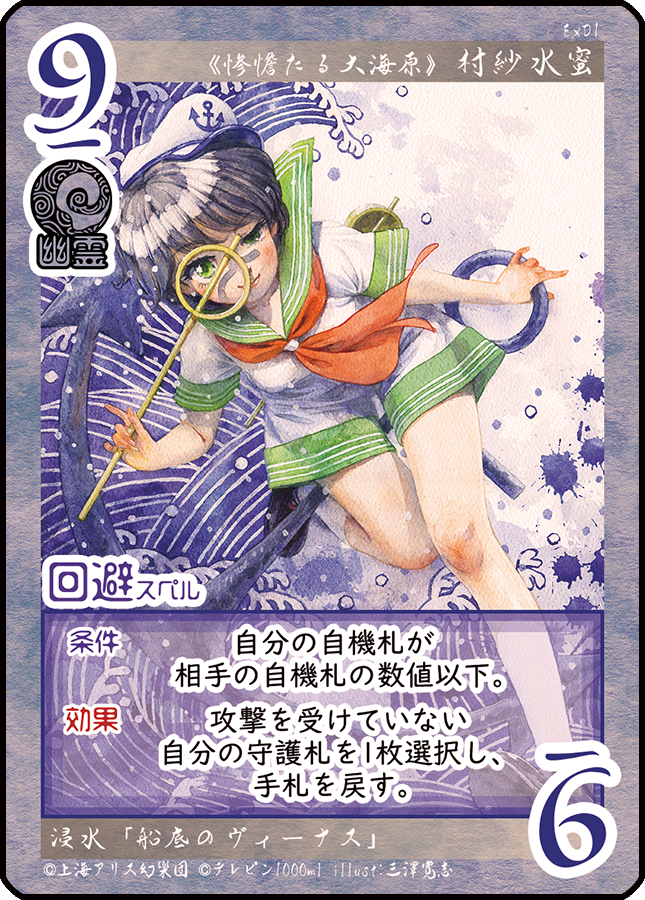 Ex01
9
《惨憺たる大海原》 村紗水蜜
幽霊
回避スペル
条件
自分の自機札が
相手の自機札の数値以下。
効果
攻撃を受けていない
自分の守護札を1枚選択し、
手札を戻す。
浸水「船底のヴィーナス」
9
©上海アリス幻樂団 ©テレピン1000ml illust:三澤寛志